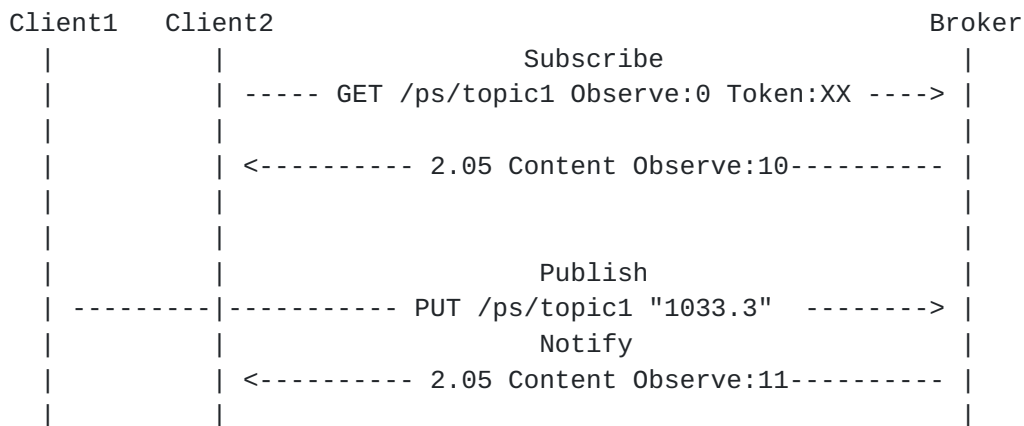 Client1   Client2                                          Broker
  |          |                   Subscribe                   |
  |          | ----- GET /ps/topic1 Observe:0 Token:XX ----> |
  |          |                                               |
  |          | <---------- 2.05 Content Observe:10---------- |
  |          |                                               |
  |          |                                               |
  |          |                    Publish                    |
  | ---------|----------- PUT /ps/topic1 "1033.3"  --------> |
  |          |                    Notify                     |
  |          | <---------- 2.05 Content Observe:11---------- |
  |          |                                               |